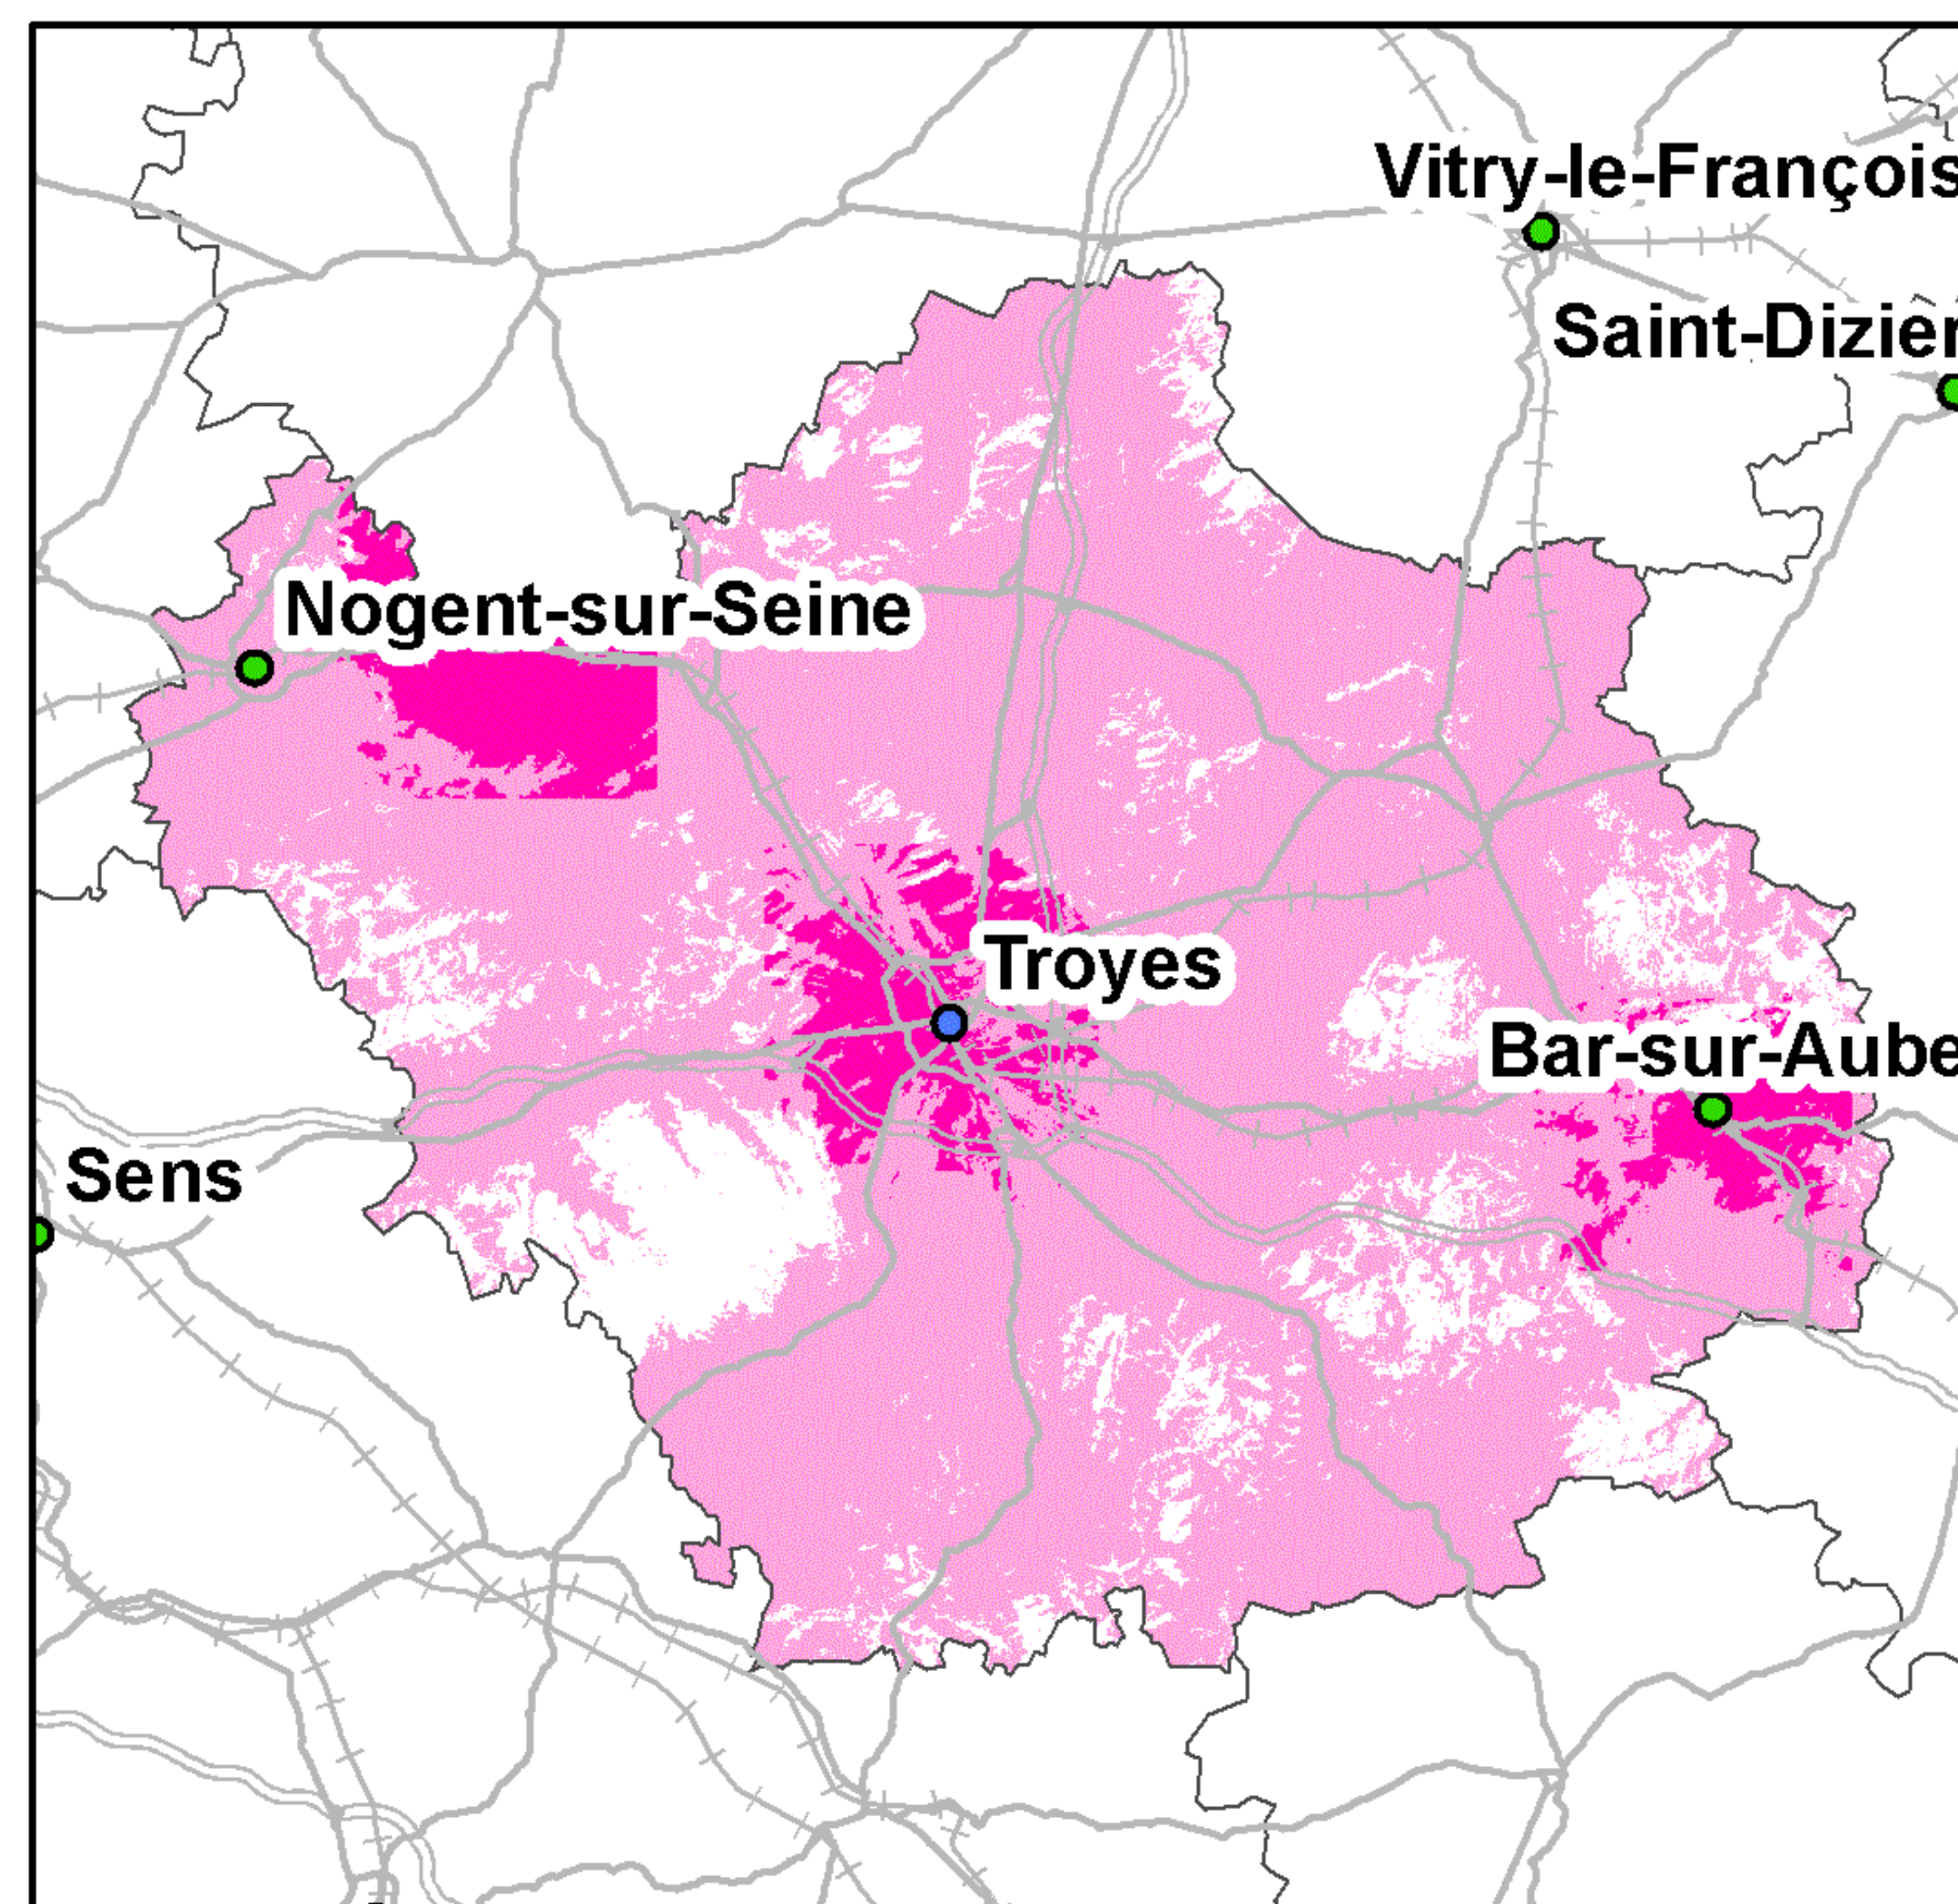 Vitry-le-François
Saint-Dizier
Nogent-sur-Seine
Troyes
Bar-sur-Aube
Sens